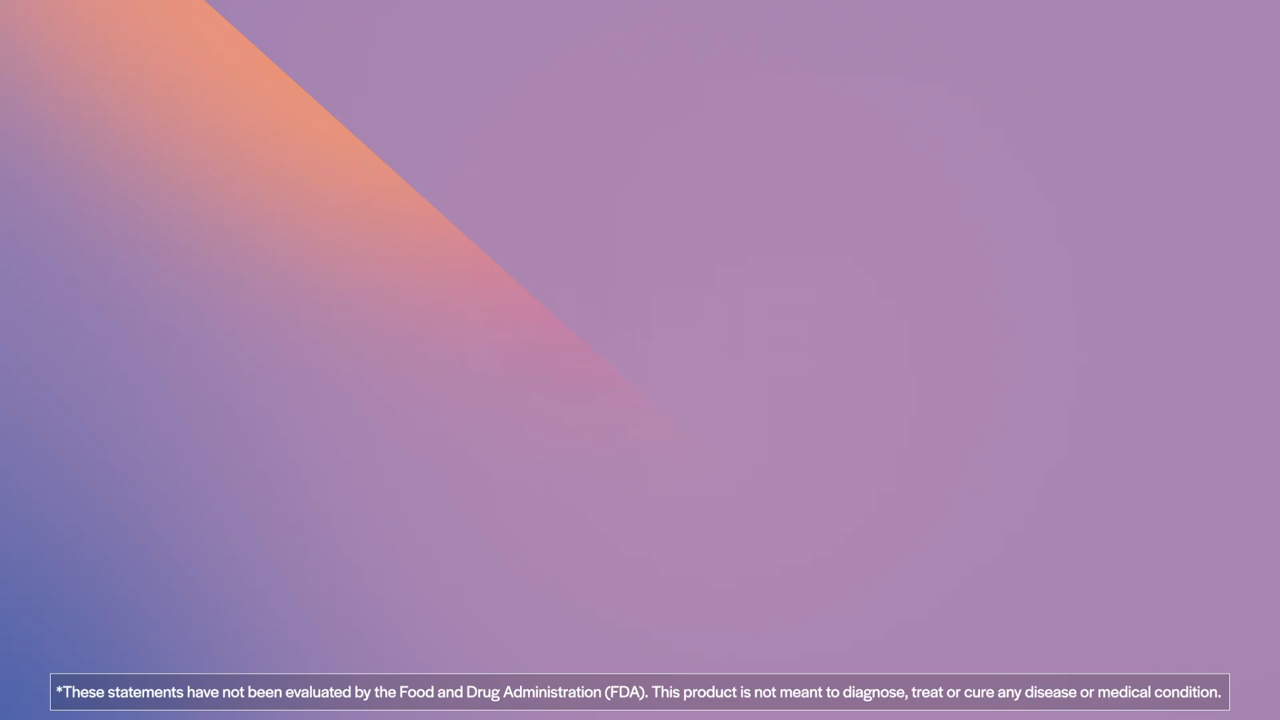 *These statements have not been evaluated by the Food and Drug Administration (FDA). This product is not meant to diagnose, treat or cure any disease or medical condition.